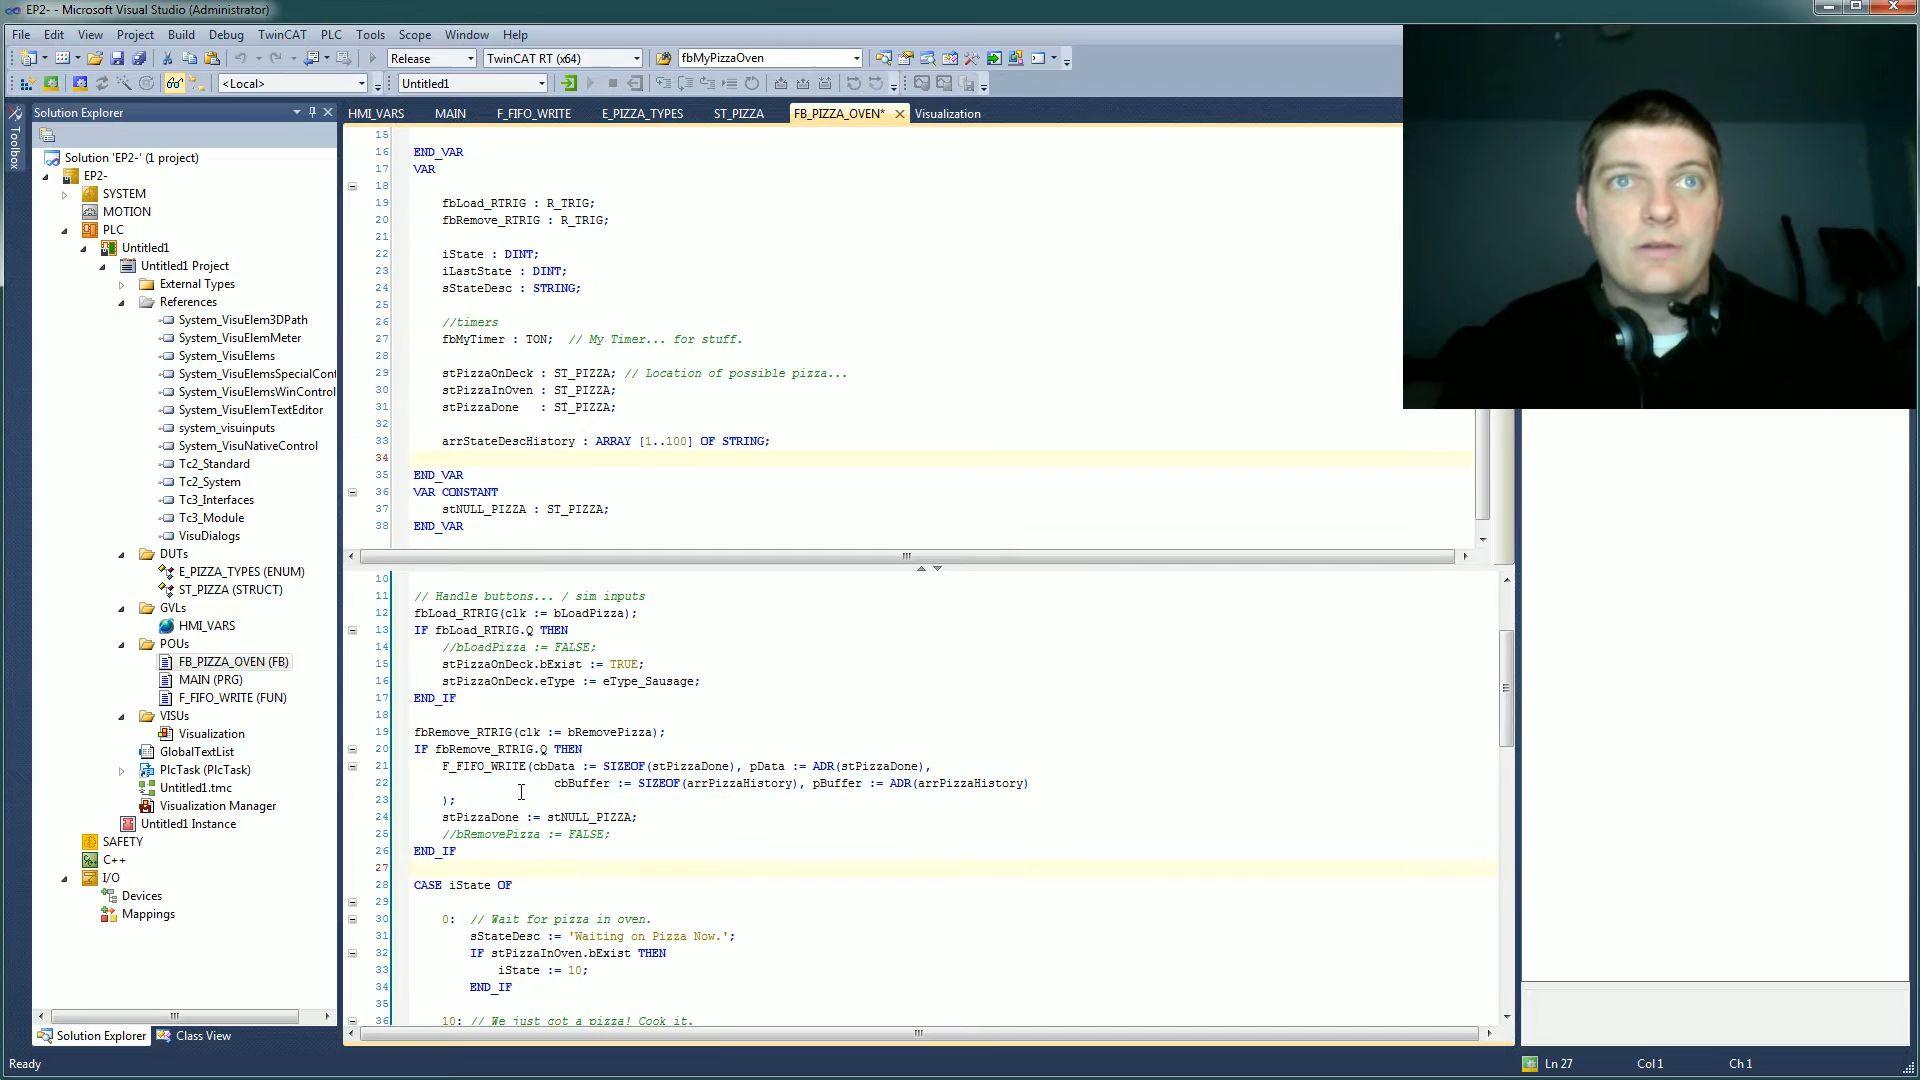 EP2- - Microsoft Visual Studio (Administrator)
File Edit View Project Build Debug TwinCAT PLC Tools Scope Window Help
Release TwinCAT RT (x64) fbMyPizzaOven
<Local> Untitled1
Toolbox
Solution Explorer
Solution 'EP2-' (1 project)
EP2-
SYSTEM
MOTION
PLC
Untitled1
Untitled1 Project
External Types
References
System_VisuElem3DPath
System_VisuElemMeter
System_VisuElems
System_VisuElemsSpecialCont
System_VisuElemsWinControl
System_VisuElemTextEditor
system_visuinputs
System_VisuNativeControl
Tc2_Standard
Tc2_System
Tc3_Interfaces
Tc3_Module
VisuDialogs
DUTs
E_PIZZA_TYPES (ENUM)
ST_PIZZA (STRUCT)
GVLs
HMI_VARS
POUs
FB_PIZZA_OVEN (FB)
MAIN (PRG)
F_FIFO_WRITE (FUN)
VISUs
Visualization
GlobalTextList
PlcTask (PlcTask)
Untitled1.tmc
Visualization Manager
Untitled1 Instance
SAFETY
C++
I/O
Devices
Mappings
Solution Explorer Class View
HMI_VARS MAIN F_FIFO_WRITE E_PIZZA_TYPES ST_PIZZA FB_PIZZA_OVEN* Visualization
15
16 END_VAR
17 VAR
18
19 fbLoad_RTRIG : R_TRIG;
20 fbRemove_RTRIG : R_TRIG;
21
22 iState : DINT;
23 iLastState : DINT;
24 sStateDesc : STRING;
25
26 //timers
27 fbMyTimer : TON; // My Timer... for stuff.
28
29 stPizzaOnDeck : ST_PIZZA; // Location of possible pizza...
30 stPizzaInOven : ST_PIZZA;
31 stPizzaDone : ST_PIZZA;
32
33 arrStateDescHistory : ARRAY [1..100] OF STRING;
34
35 END_VAR
36 VAR CONSTANT
37 stNULL_PIZZA : ST_PIZZA;
38 END_VAR
10
11 // Handle buttons... / sim inputs
12 fbLoad_RTRIG(clk := bLoadPizza);
13 IF fbLoad_RTRIG.Q THEN
14 //bLoadPizza := FALSE;
15 stPizzaOnDeck.bExist := TRUE;
16 stPizzaOnDeck.eType := eType_Sausage;
17 END_IF
18
19 fbRemove_RTRIG(clk := bRemovePizza);
20 IF fbRemove_RTRIG.Q THEN
21 F_FIFO_WRITE(cbData := SIZEOF(stPizzaDone), pData := ADR(stPizzaDone),
22 cbBuffer := SIZEOF(arrPizzaHistory), pBuffer := ADR(arrPizzaHistory)
23 );
24 stPizzaDone := stNULL_PIZZA;
25 //bRemovePizza := FALSE;
26 END_IF
27
28 CASE iState OF
29
30 0: // Wait for pizza in oven.
31 sStateDesc := 'Waiting on Pizza Now.';
32 IF stPizzaInOven.bExist THEN
33 iState := 10;
34 END_IF
35
36 10: // We just got a pizza! Cook it.
Ready Ln 27 Col 1 Ch 1